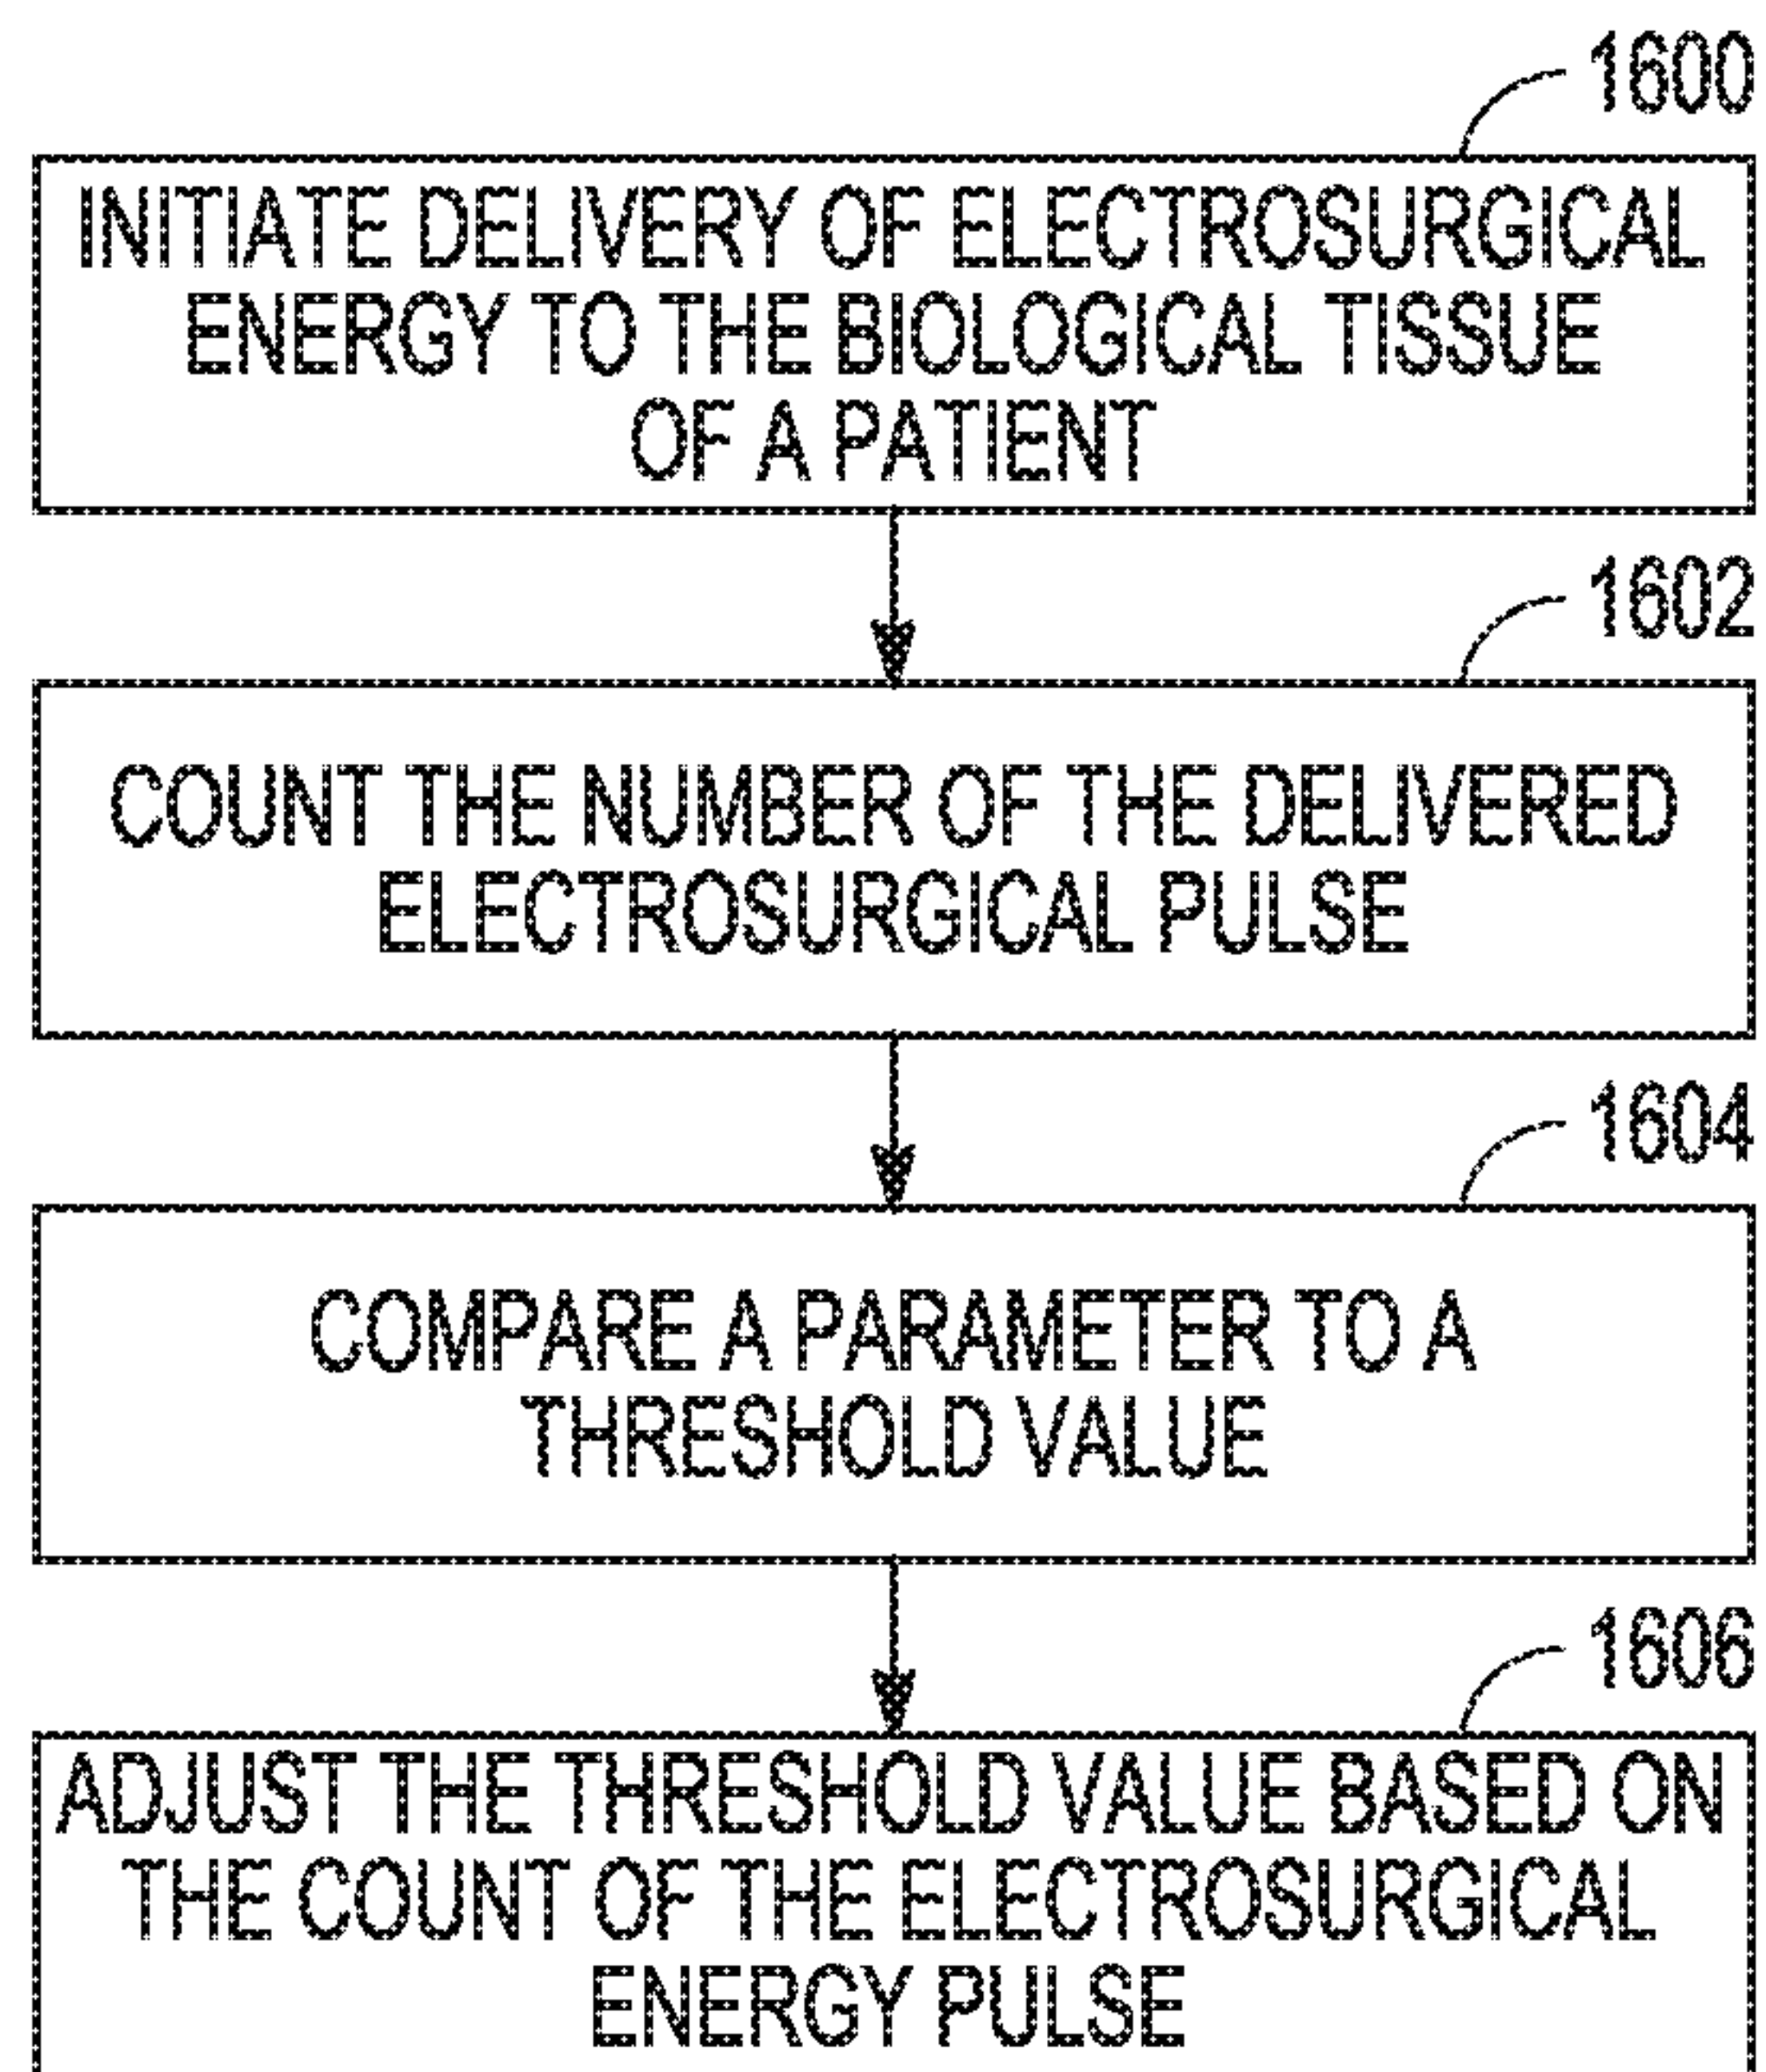 1600
INITIATE DELIVERY OF ELECTROSURGICAL
ENERGY TO THE BIOLOGICAL TISSUE
OF A PATIENT
1602
COUNT THE NUMBER OF THE DELIVERED
ELECTROSURGICAL PULSE
1604
COMPARE A PARAMETER TO A
THRESHOLD VALUE
1606
ADJUST THE THRESHOLD VALUE BASED ON
THE COUNT OF THE ELECTROSURGICAL
ENERGY PULSE